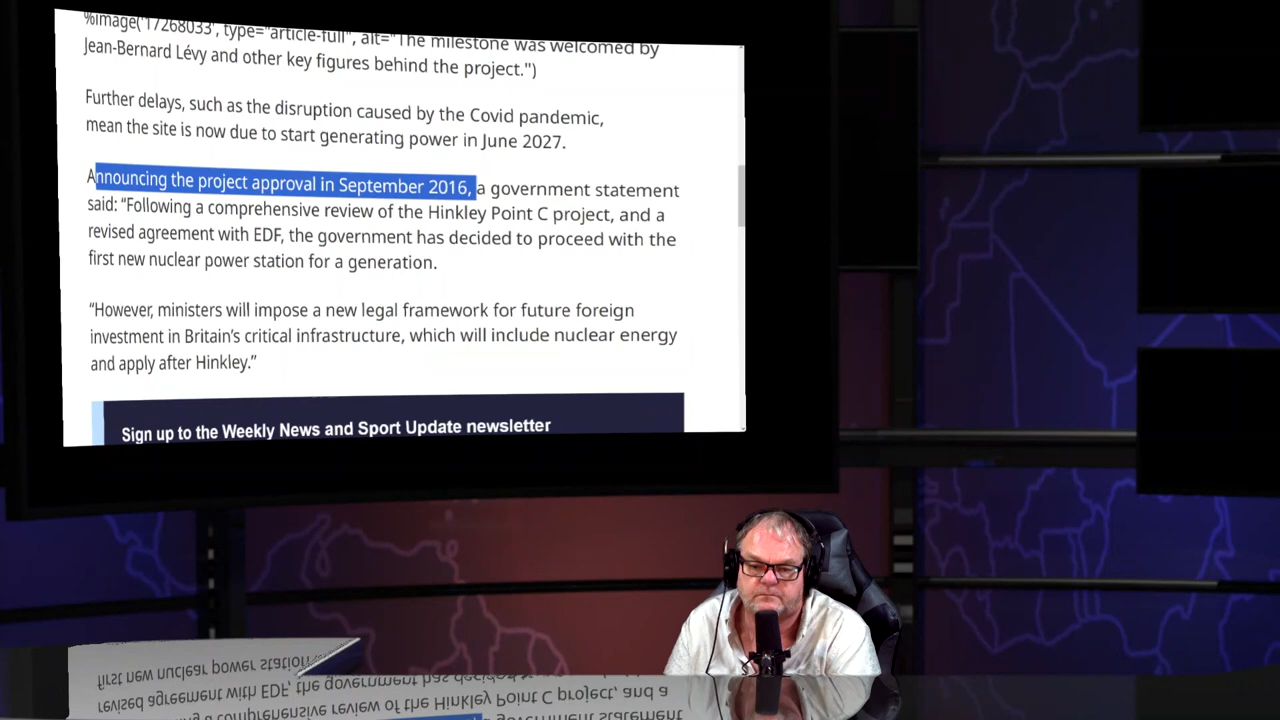 %image('17268033', type="article-full", alt="The milestone was welcomed by
Jean-Bernard Lévy and other key figures behind the project.")
Further delays, such as the disruption caused by the Covid pandemic,
mean the site is now due to start generating power in June 2027.
Announcing the project approval in September 2016, a government statement
said: “Following a comprehensive review of the Hinkley Point C project, and a
revised agreement with EDF, the government has decided to proceed with the
first new nuclear power station for a generation.
“However, ministers will impose a new legal framework for future foreign
investment in Britain’s critical infrastructure, which will include nuclear energy
and apply after Hinkley.”
Sign up to the Weekly News and Sport Update newsletter